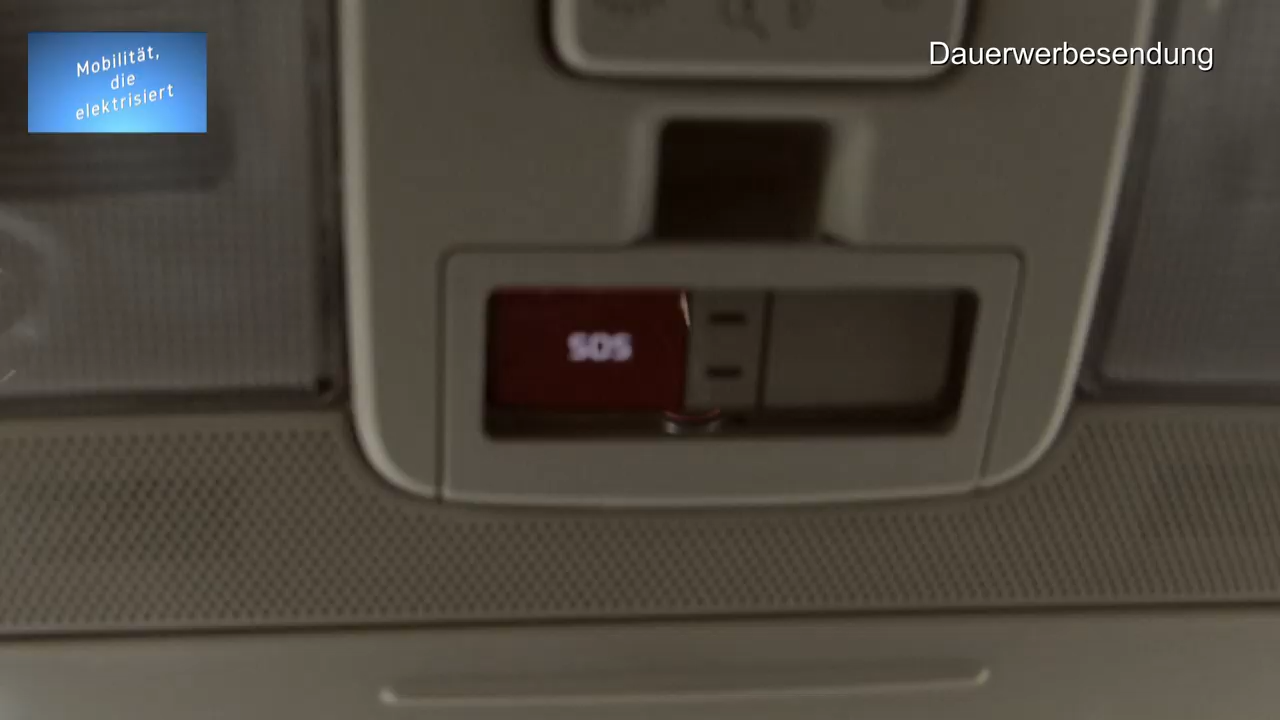 Mobilität,
die
elektrisiert
Dauerwerbesendung
SOS